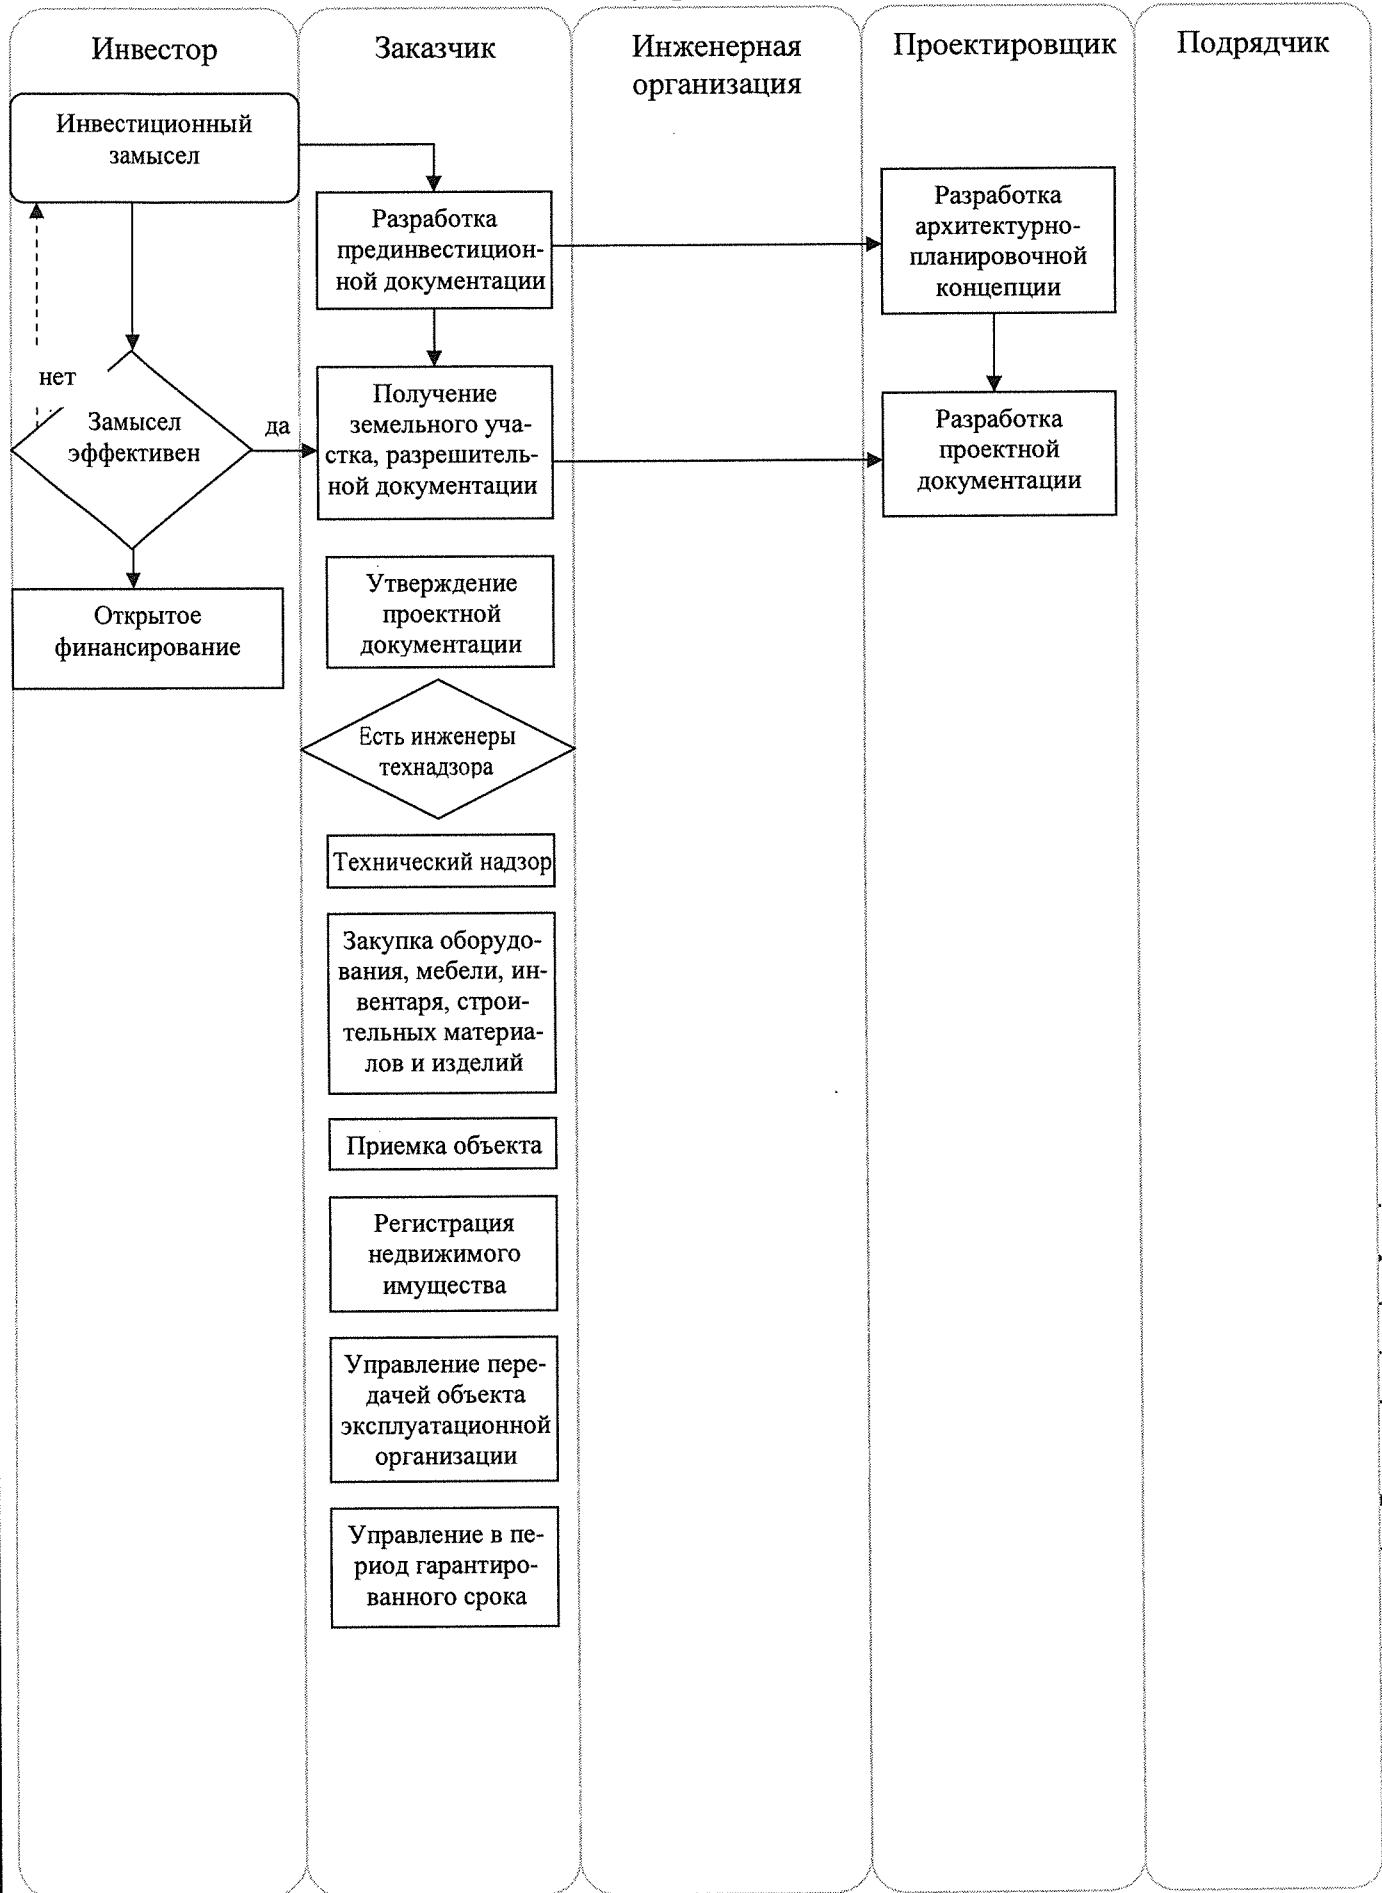 Инвестор
Заказчик
Инженерная
организация
Проектировщик
Подрядчик
Инвестиционный
замысел
Разработка
прединвестицион-
ной документации
Разработка
архитектурно-
планировочной
концепции
нет
Замысел
эффективен
да
Получение
земельного уча-
стка, разрешитель-
ной документации
Разработка
проектной
документации
Открытое
финансирование
Утверждение
проектной
документации
Есть инженеры
технадзора
Технический надзор
Закупка оборудо-
вания, мебели, ин-
вентаря, строи-
тельных материа-
лов и изделий
Приемка объекта
Регистрация
недвижимого
имущества
Управление пере-
дачей объекта
эксплуатационной
организации
Управление в пе-
риод гарантиро-
ванного срока